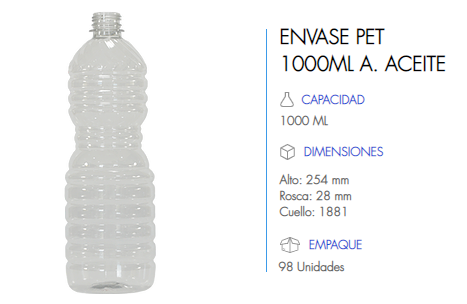 ENVASE PET
1000ML A. ACEITE
CAPACIDAD
1000 ML
DIMENSIONES
Alto: 254 mm
Rosca: 28 mm
Cuello: 1881
EMPAQUE
98 Unidades